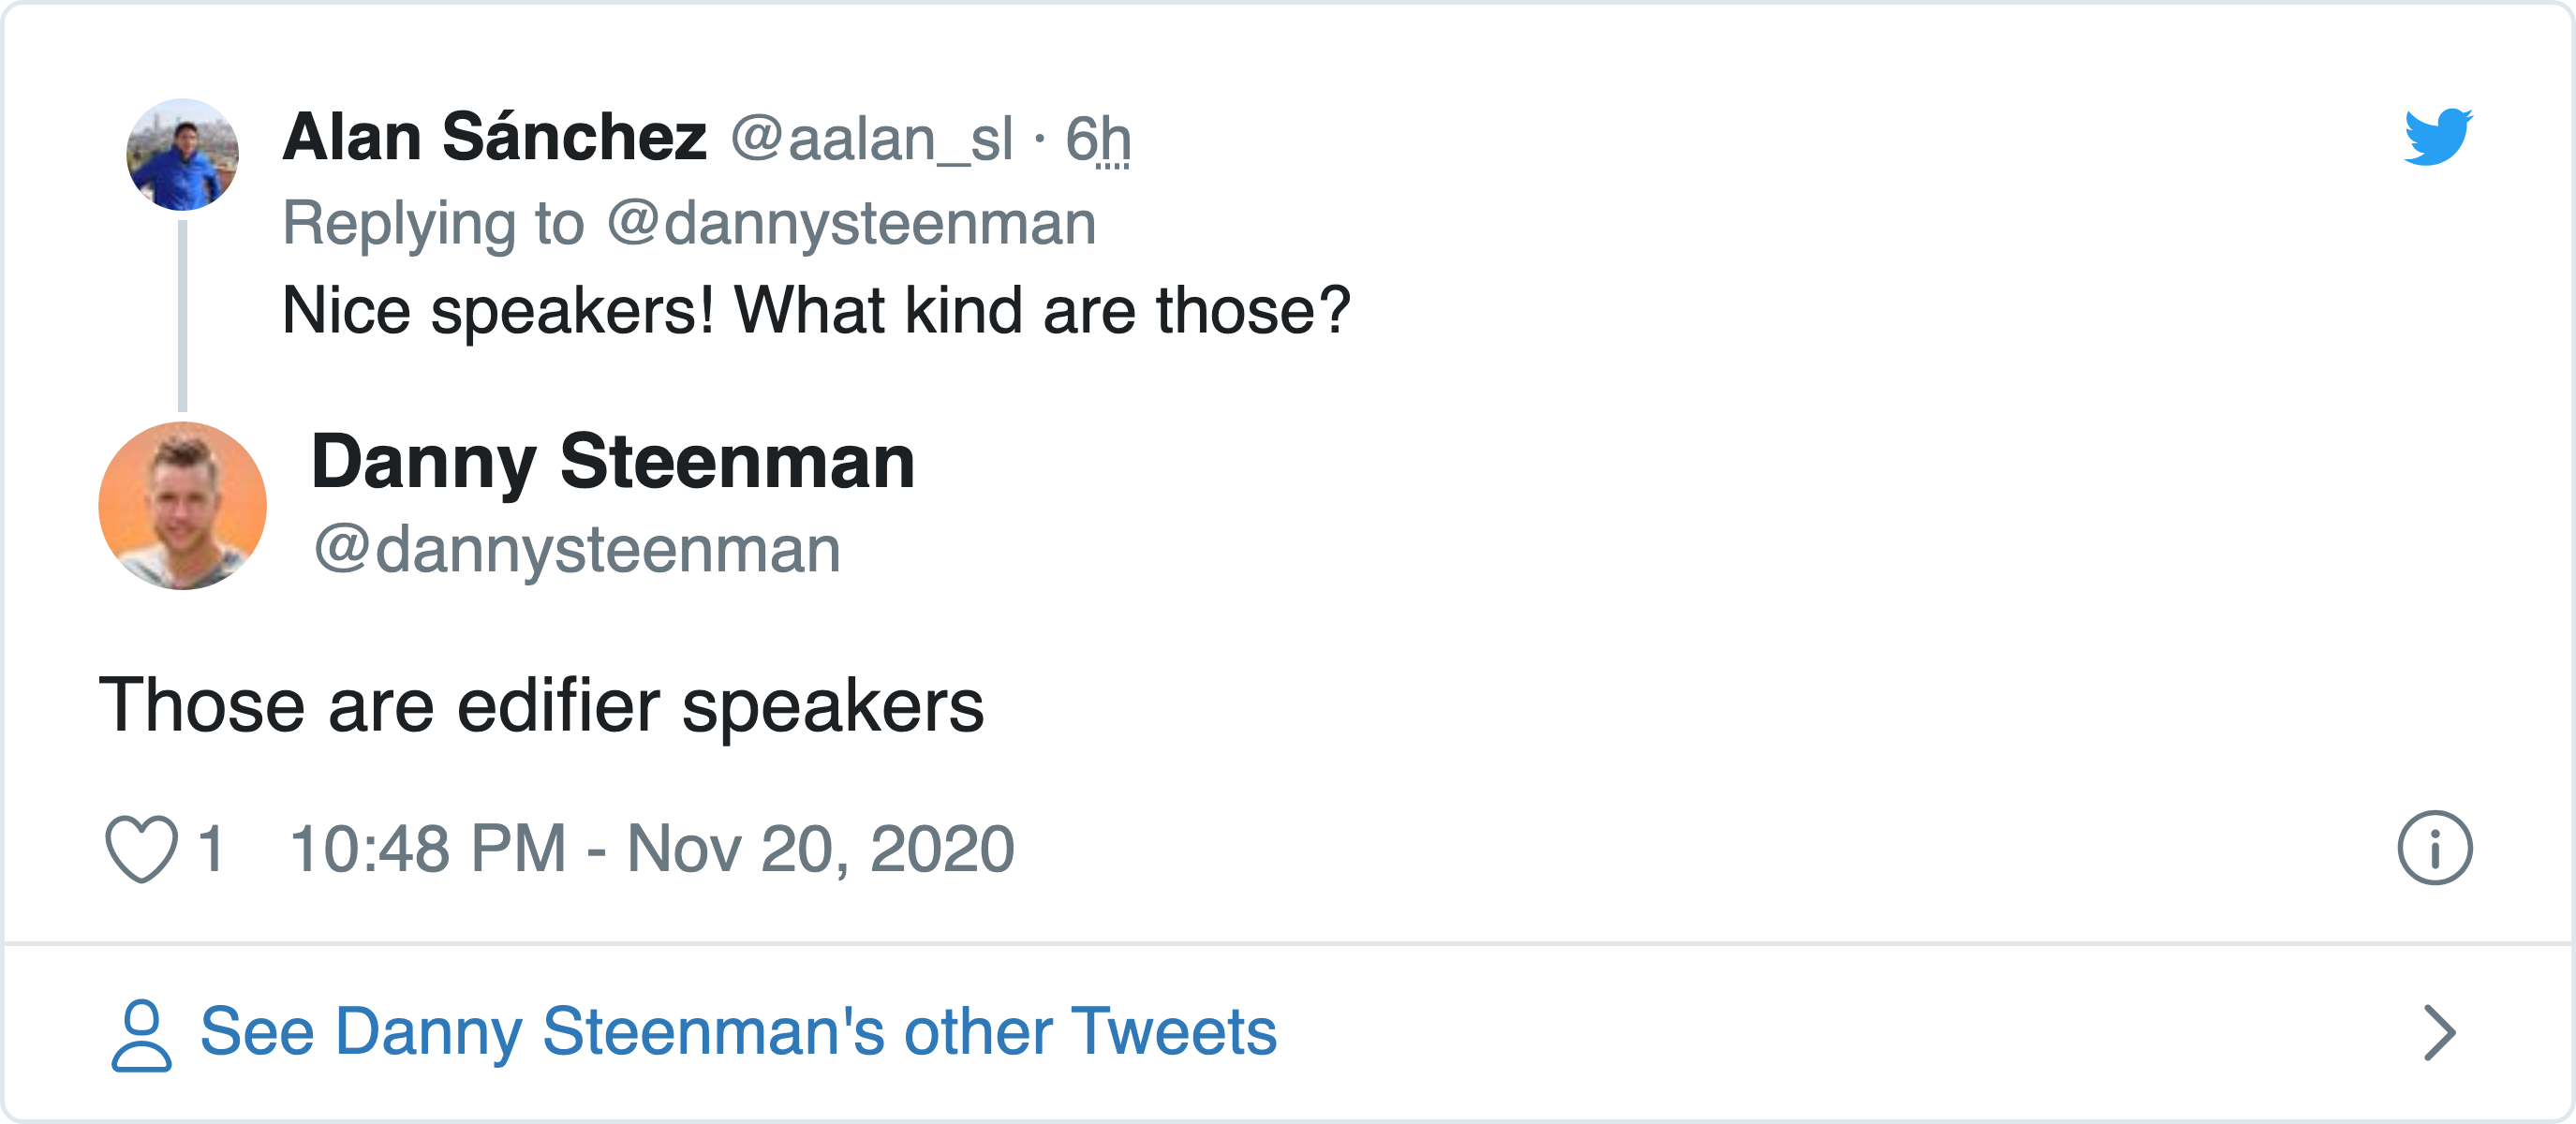 Alan Sánchez @aalan_sl · 6h
Replying to @dannysteenman
Nice speakers! What kind are those?
Danny Steenman
@dannysteenman
Those are edifier speakers
1 10:48 PM - Nov 20, 2020
See Danny Steenman's other Tweets